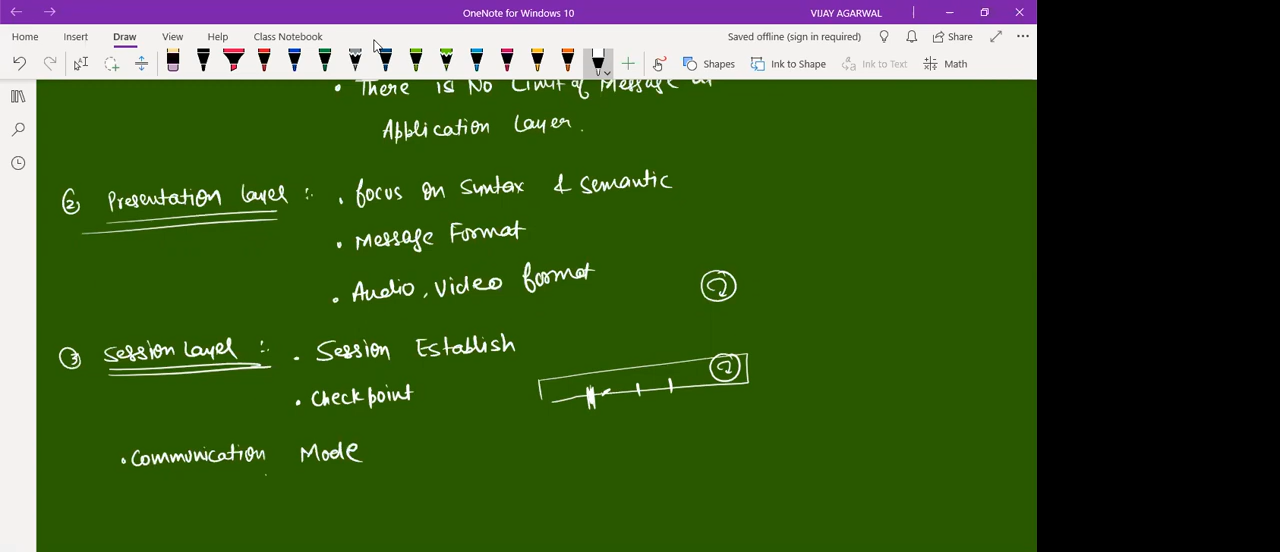 OneNote for Windows 10
VIJAY AGARWAL
Home Insert Draw View Help Class Notebook
Saved offline (sign in required) Share
Shapes Ink to Shape Ink to Text Math
• There is No Limit of Message at
Application Layer.
② Presentation Layer :- • focus on Syntax & Semantic
• Message Format
• Audio, Video format
③ Session Layer :- • Session Establish
• Checkpoint
• Communication Mode